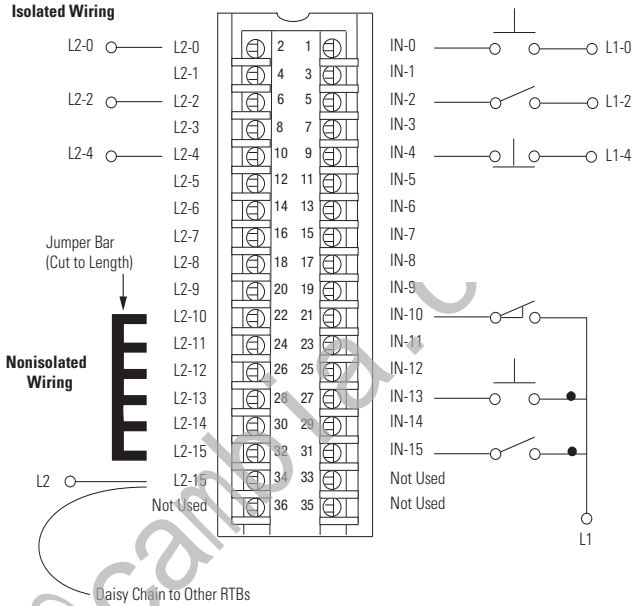 Isolated Wiring
L2-0 L2-0 2 1 IN-0 L1-0
L2-1 4 3 IN-1
L2-2 L2-2 6 5 IN-2 L1-2
L2-3 8 7 IN-3
L2-4 L2-4 10 9 IN-4 L1-4
L2-5 12 11 IN-5
L2-6 14 13 IN-6
L2-7 16 15 IN-7
Jumper Bar
(Cut to Length)
L2-8 18 17 IN-8
L2-9 20 19 IN-9
L2-10 22 21 IN-10
L2-11 24 23 IN-11
Nonisolated
Wiring
L2-12 26 25 IN-12
L2-13 28 27 IN-13
L2-14 30 29 IN-14
L2-15 32 31 IN-15
L2 L2-15 34 33 Not Used
Not Used 36 35 Not Used
L1
Daisy Chain to Other RTBs